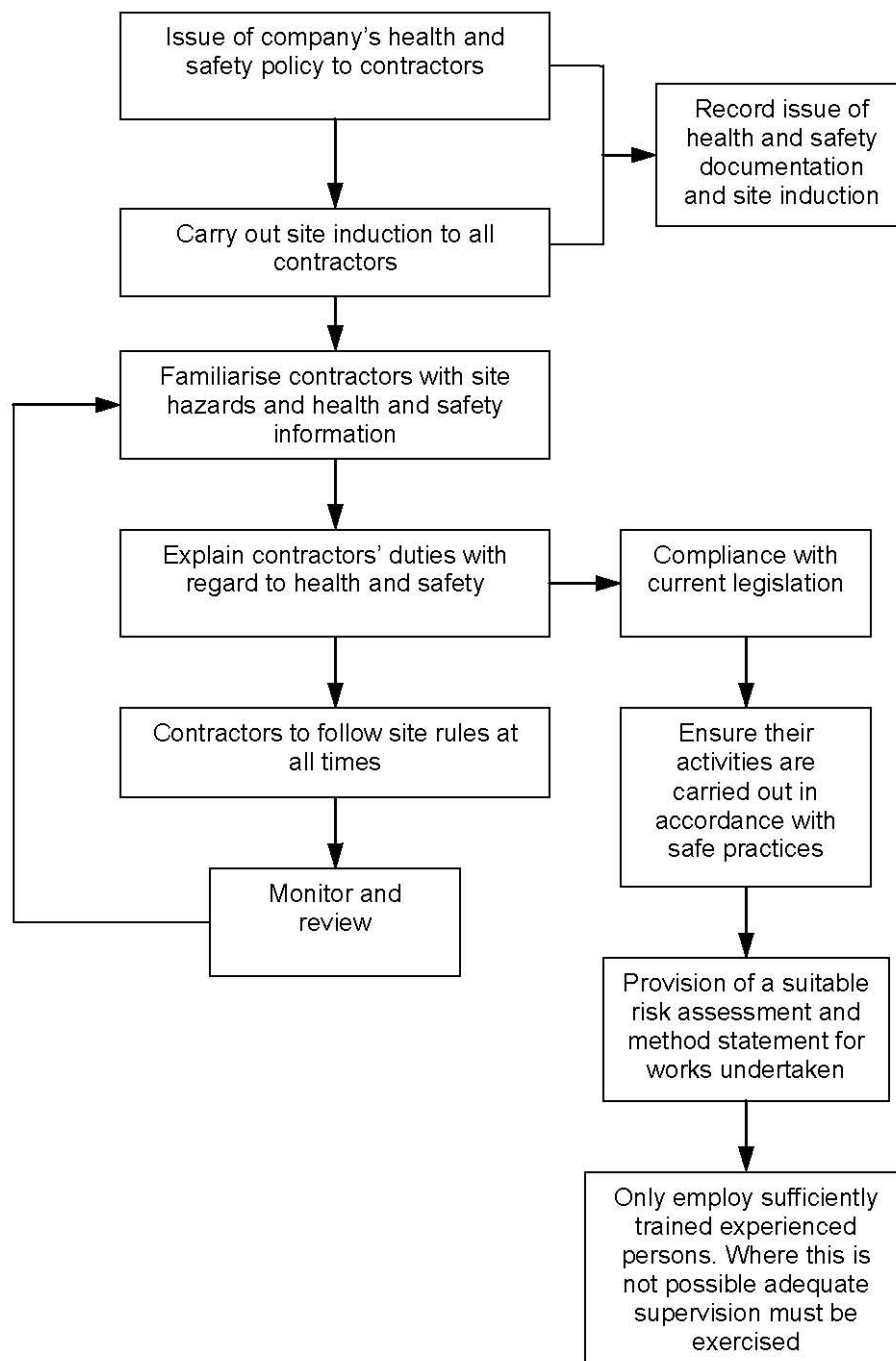 Issue of company’s health and
safety policy to contractors
Record issue of
health and safety
documentation
and site induction
Carry out site induction to all
contractors
Familiarise contractors with site
hazards and health and safety
information
Explain contractors’ duties with
regard to health and safety
Compliance with
current legislation
Contractors to follow site rules at
all times
Ensure their
activities are
carried out in
accordance with
safe practices
Monitor and
review
Provision of a suitable
risk assessment and
method statement for
works undertaken
Only employ sufficiently
trained experienced
persons. Where this is
not possible adequate
supervision must be
exercised